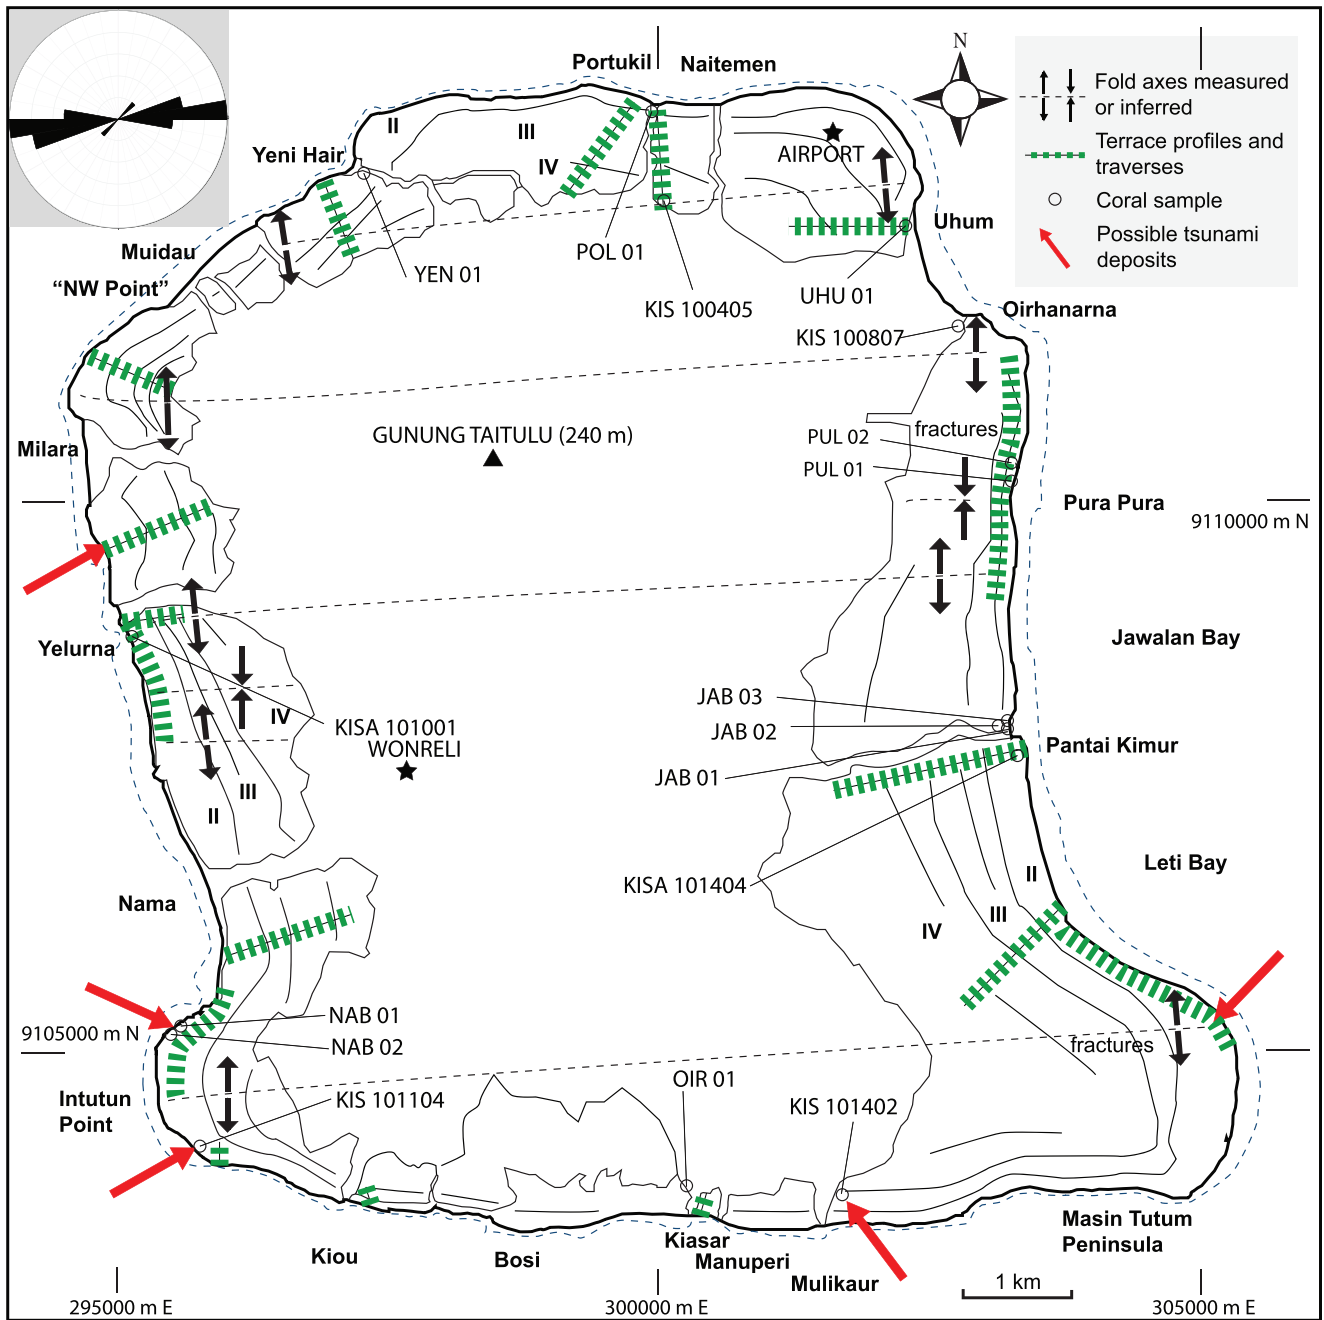 Portukil
Naitemen
N
Fold axes measured
or inferred
Terrace profiles and
traverses
Coral sample
Possible tsunami
deposits
II
III
IV
AIRPORT
Yeni Hair
Uhum
Muidau
"NW Point"
YEN 01
POL 01
KIS 100405
UHU 01
Oirhanarna
KIS 100807
fractures
GUNUNG TAITULU (240 m)
PUL 02
PUL 01
Milara
Pura Pura
9110000 m N
Yelurna
Jawalan Bay
JAB 03
JAB 02
JAB 01
IV
KISA 101001
WONRELI
III
II
Pantai Kimur
Leti Bay
KISA 101404
II
III
IV
Nama
NAB 01
NAB 02
9105000 m N
fractures
Intutun
Point
KIS 101104
OIR 01
KIS 101402
Masin Tutum
Peninsula
Kiou
Bosi
Kiasar
Manuperi
Mulikaur
1 km
295000 m E
300000 m E
305000 m E